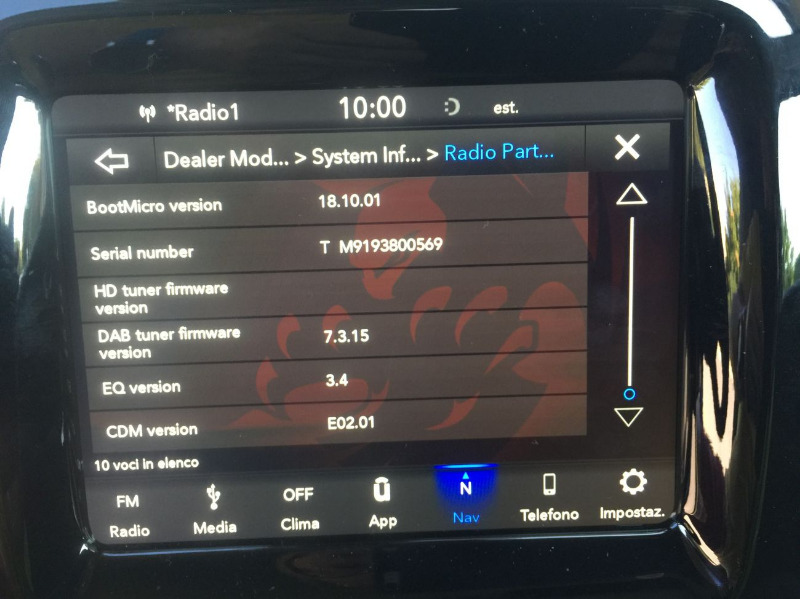 *Radio1 10:00 est.
Dealer Mod... > System Inf... > Radio Part...
BootMicro version 18.10.01
Serial number T M9193800569
HD tuner firmware
version
DAB tuner firmware
version 7.3.15
EQ version 3.4
CDM version E02.01
10 voci in elenco
FM OFF N
Radio Media Clima App Nav Telefono Impostaz.